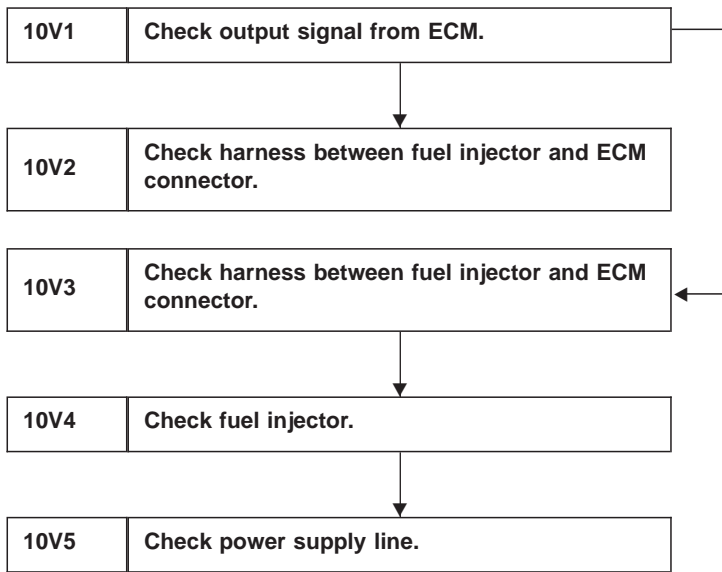 10V1 Check output signal from ECM.
10V2 Check harness between fuel injector and ECM
connector.
10V3 Check harness between fuel injector and ECM
connector.
10V4 Check fuel injector.
10V5 Check power supply line.